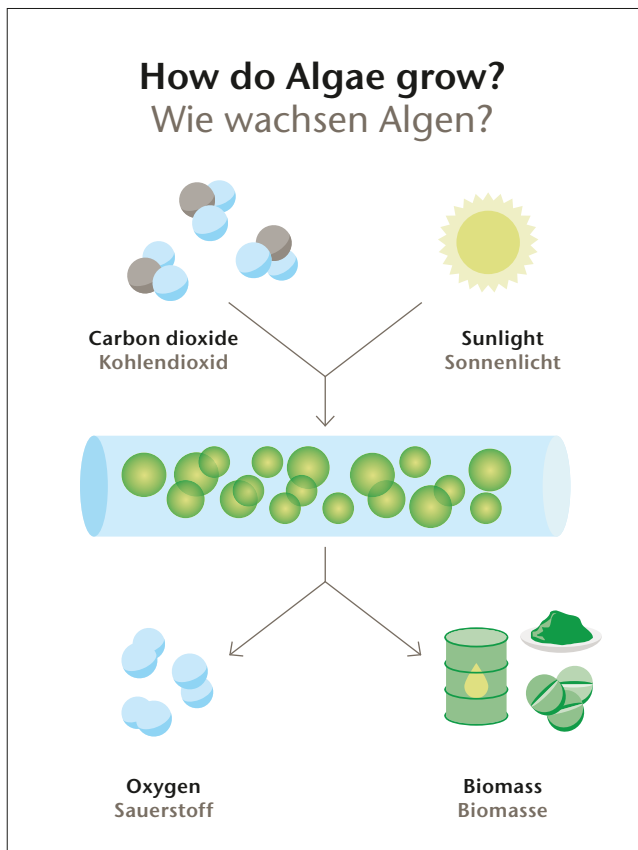 How do Algae grow?
Wie wachsen Algen?
Carbon dioxide
Kohlendioxid
Sunlight
Sonnenlicht
Oxygen
Sauerstoff
Biomass
Biomasse